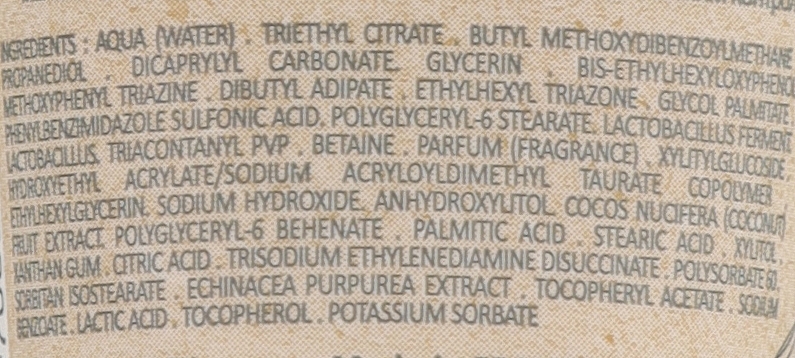 INGREDIENTS : AQUA (WATER) . TRIETHYL CITRATE . BUTYL METHOXYDIBENZOYLMETHANE
PROPANEDIOL . DICAPRYLYL CARBONATE . GLYCERIN . BIS-ETHYLHEXYLOXYPHENOL
METHOXYPHENYL TRIAZINE . DIBUTYL ADIPATE . ETHYLHEXYL TRIAZONE . GLYCOL PALMITATE
PHENYLBENZIMIDAZOLE SULFONIC ACID. POLYGLYCERYL-6 STEARATE. LACTOBACILLUS FERMENT
LACTOBACILLUS. TRIACONTANYL PVP . BETAINE . PARFUM (FRAGRANCE) . XYLITYLGLUCOSIDE
HYDROXYETHYL ACRYLATE/SODIUM ACRYLOYLDIMETHYL TAURATE COPOLYMER
ETHYLHEXYLGLYCERIN. SODIUM HYDROXIDE. ANHYDROXYLITOL. COCOS NUCIFERA (COCONUT)
FRUIT EXTRACT. POLYGLYCERYL-6 BEHENATE . PALMITIC ACID . STEARIC ACID . XYLITOL .
XANTHAN GUM . CITRIC ACID . TRISODIUM ETHYLENEDIAMINE DISUCCINATE . POLYSORBATE 60.
SORBITAN ISOSTEARATE . ECHINACEA PURPUREA EXTRACT . TOCOPHERYL ACETATE . SODIUM
BENZOATE . LACTIC ACID . TOCOPHEROL . POTASSIUM SORBATE